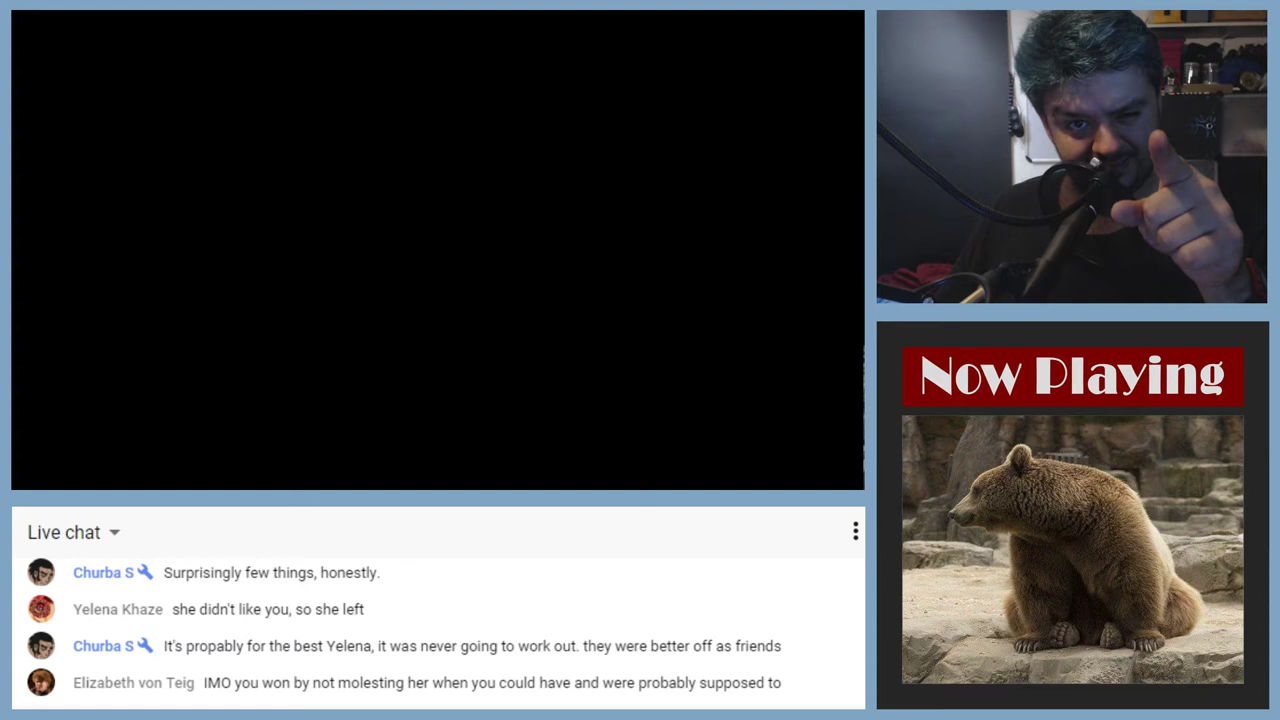 Now Playing
Live chat
Churba S Surprisingly few things, honestly.
Yelena Khaze she didn't like you, so she left
Churba S It's propably for the best Yelena, it was never going to work out. they were better off as friends
Elizabeth von Teig IMO you won by not molesting her when you could have and were probably supposed to